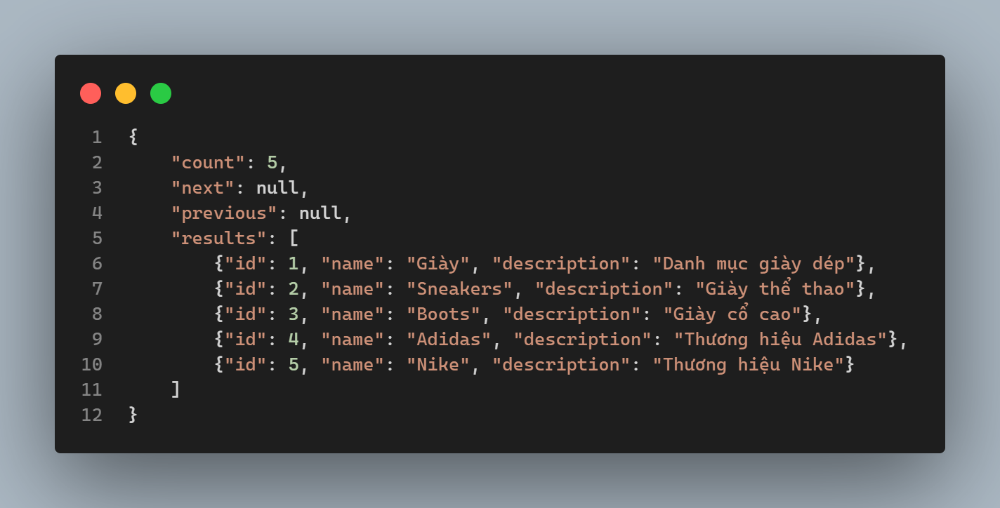 1 {
2     "count": 5,
3     "next": null,
4     "previous": null,
5     "results": [
6         {"id": 1, "name": "Giày", "description": "Danh mục giày dép"},
7         {"id": 2, "name": "Sneakers", "description": "Giày thể thao"},
8         {"id": 3, "name": "Boots", "description": "Giày cổ cao"},
9         {"id": 4, "name": "Adidas", "description": "Thương hiệu Adidas"},
10         {"id": 5, "name": "Nike", "description": "Thương hiệu Nike"}
11     ]
12 }